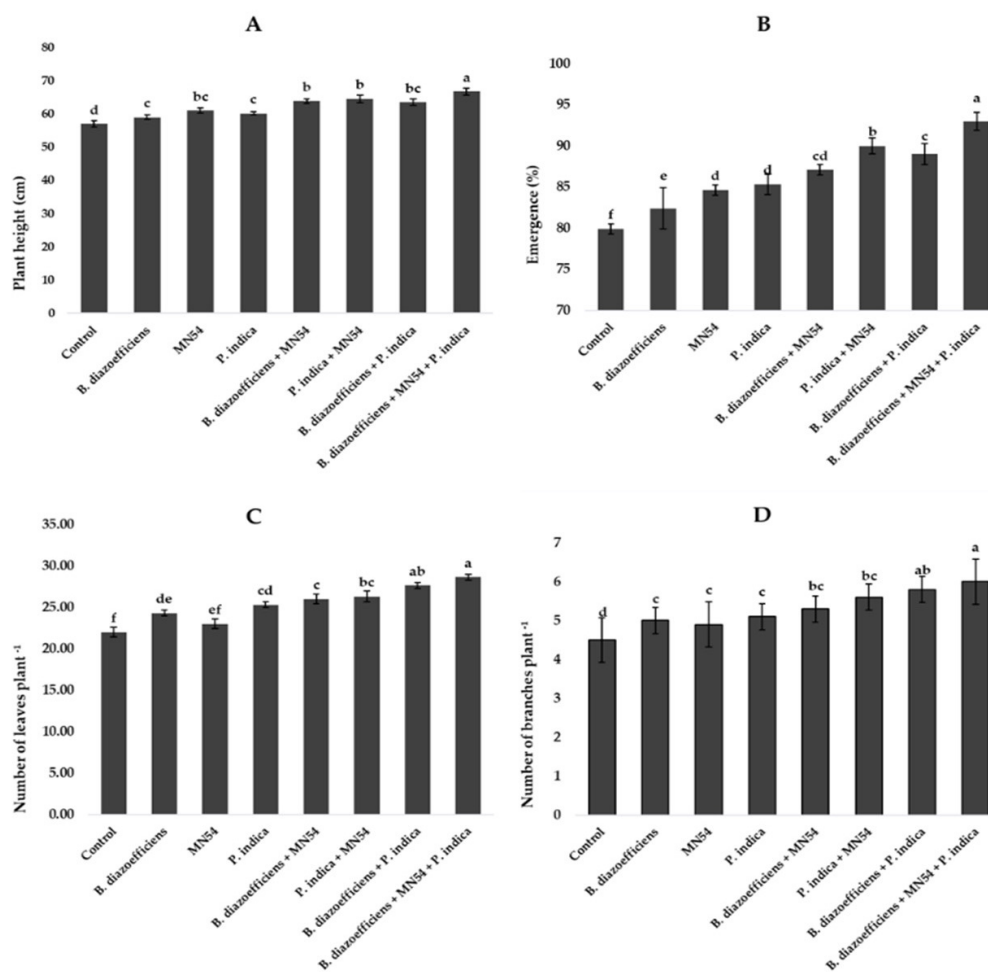 A
Plant height (cm)
80
70
60
50
40
30
20
10
0
d
c
bc
c
b
b
bc
a
Control
B. diazoefficiens
MN54
P. indica
B. diazoefficiens + MN54
P. indica + MN54
B. diazoefficiens + P. indica
B. diazoefficiens + MN54 + P. indica
B
Emergence (%)
100
95
90
85
80
75
70
f
e
d
d
cd
b
c
a
Control
B. diazoefficiens
MN54
P. indica
B. diazoefficiens + MN54
P. indica + MN54
B. diazoefficiens + P. indica
B. diazoefficiens + MN54 + P. indica
C
Number of leaves plant -1
35.00
30.00
25.00
20.00
15.00
10.00
5.00
0.00
f
de
ef
cd
c
bc
ab
a
Control
B. diazoefficiens
MN54
P. indica
B. diazoefficiens + MN54
P. indica + MN54
B. diazoefficiens + P. indica
B. diazoefficiens + MN54 + P. indica
D
Number of branches plant -1
7
6
5
4
3
2
1
0
d
c
c
c
bc
bc
ab
a
Control
B. diazoefficiens
MN54
P. indica
B. diazoefficiens + MN54
P. indica + MN54
B. diazoefficiens + P. indica
B. diazoefficiens + MN54 + P. indica